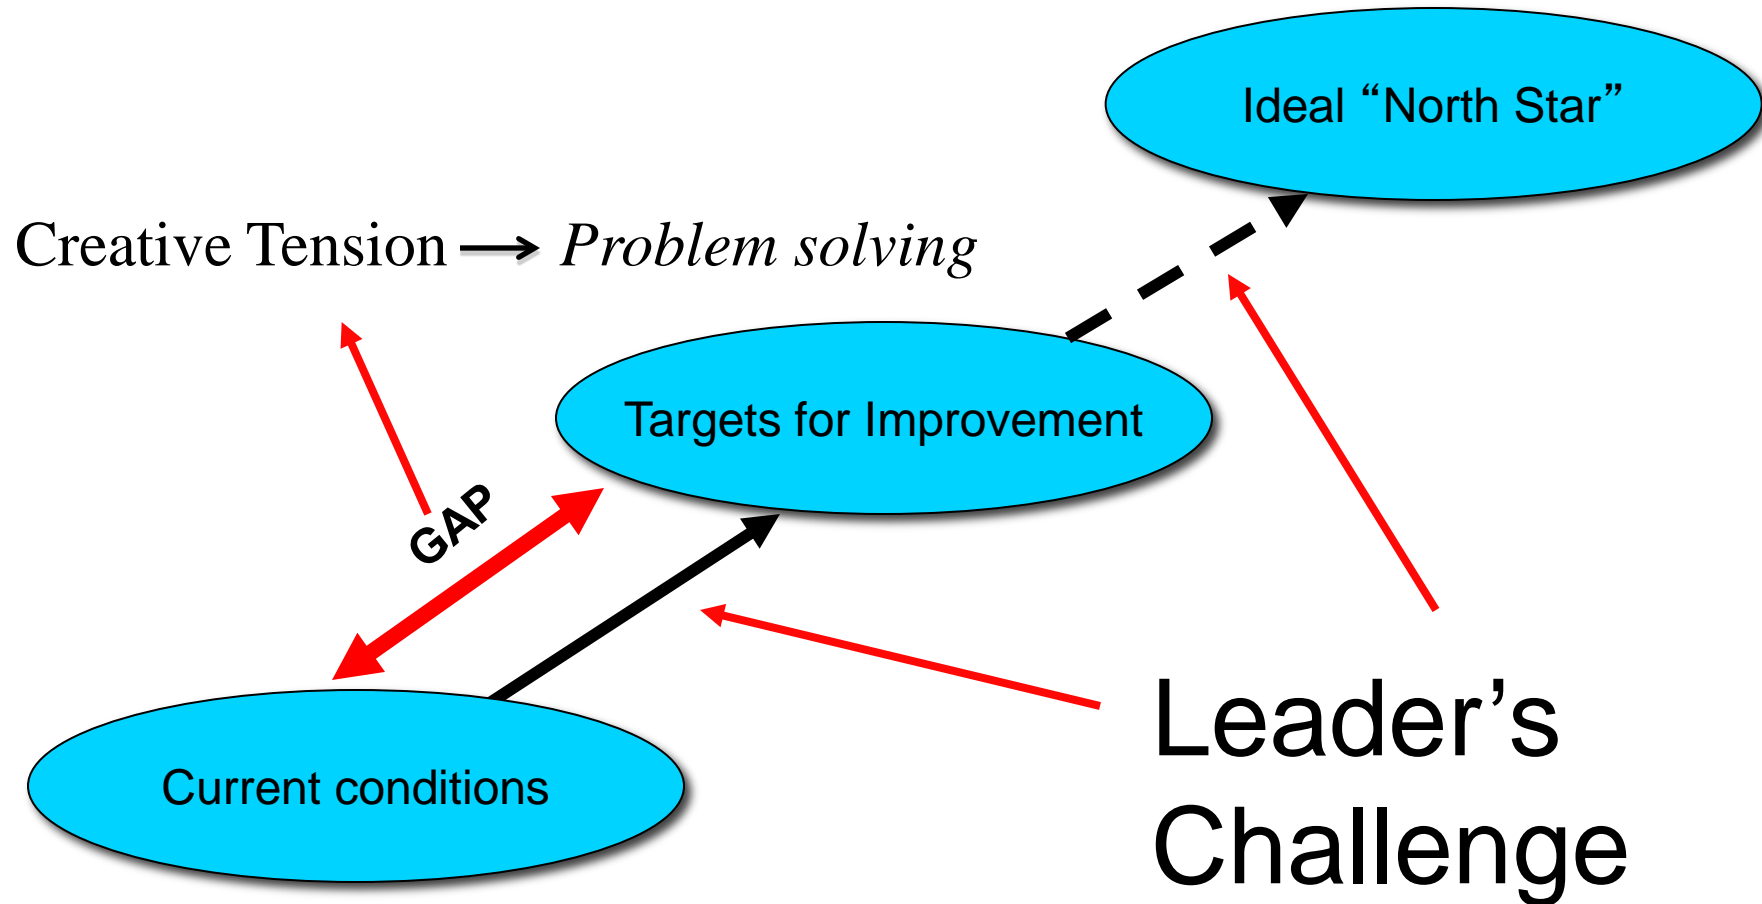 Ideal “North Star”
Creative Tension → Problem solving
Targets for Improvement
GAP
Current conditions
Leader’s
Challenge